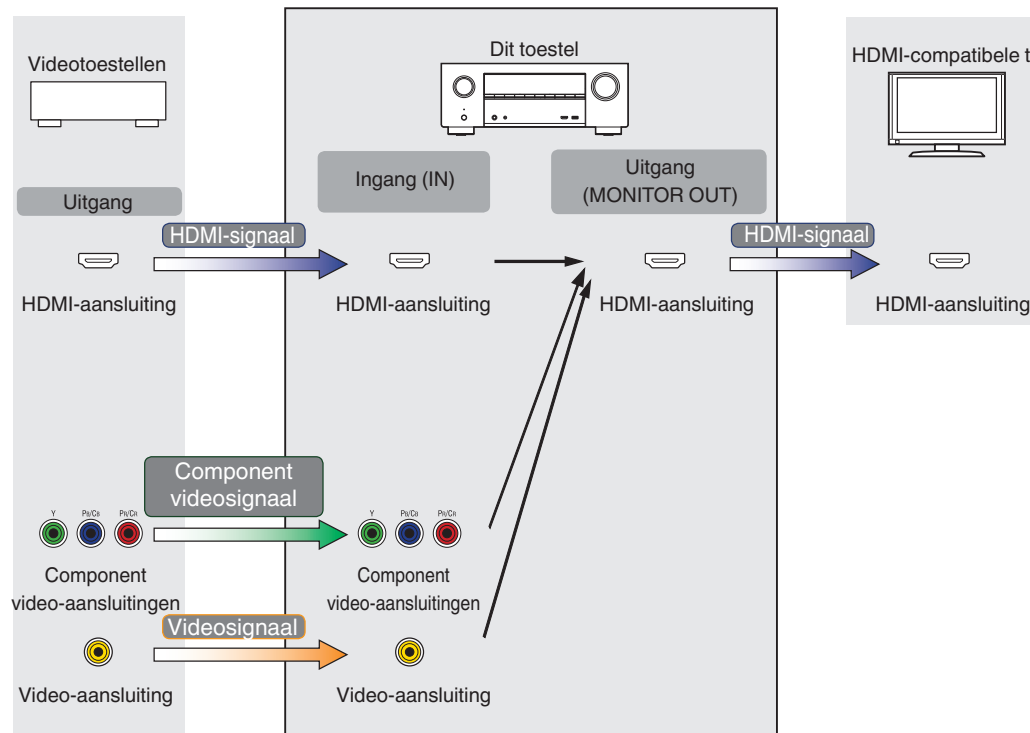 Videotoestellen
Dit toestel
HDMI-compatibele t
Uitgang
Ingang (IN)
Uitgang
(MONITOR OUT)
HDMI-signaal
HDMI-signaal
HDMI-aansluiting
HDMI-aansluiting
HDMI-aansluiting
HDMI-aansluiting
Component
videosignaal
Y PB/CB PR/CR
Y PB/CB PR/CR
Component
video-aansluitingen
Component
video-aansluitingen
Videosignaal
Video-aansluiting
Video-aansluiting